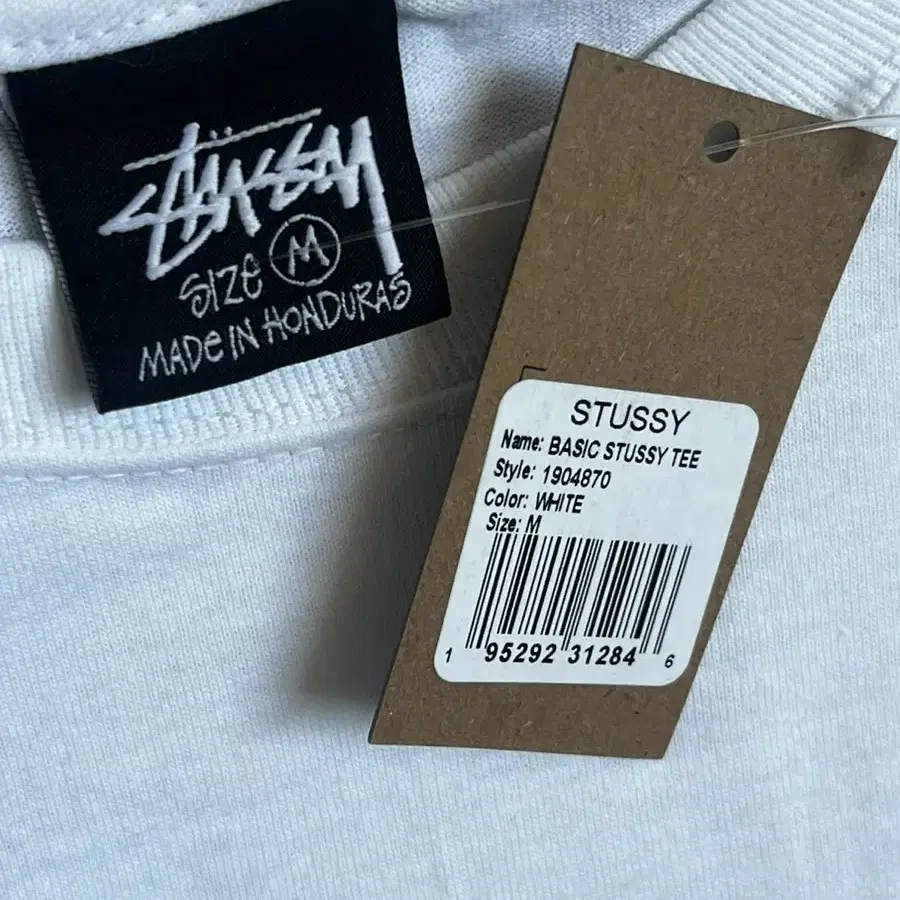 STÜSSY
SIZE M
MADE IN HONDURAS
STUSSY
Name: BASIC STUSSY TEE
Style: 1904870
Color: WHITE
Size: M
1 95292 31284 6